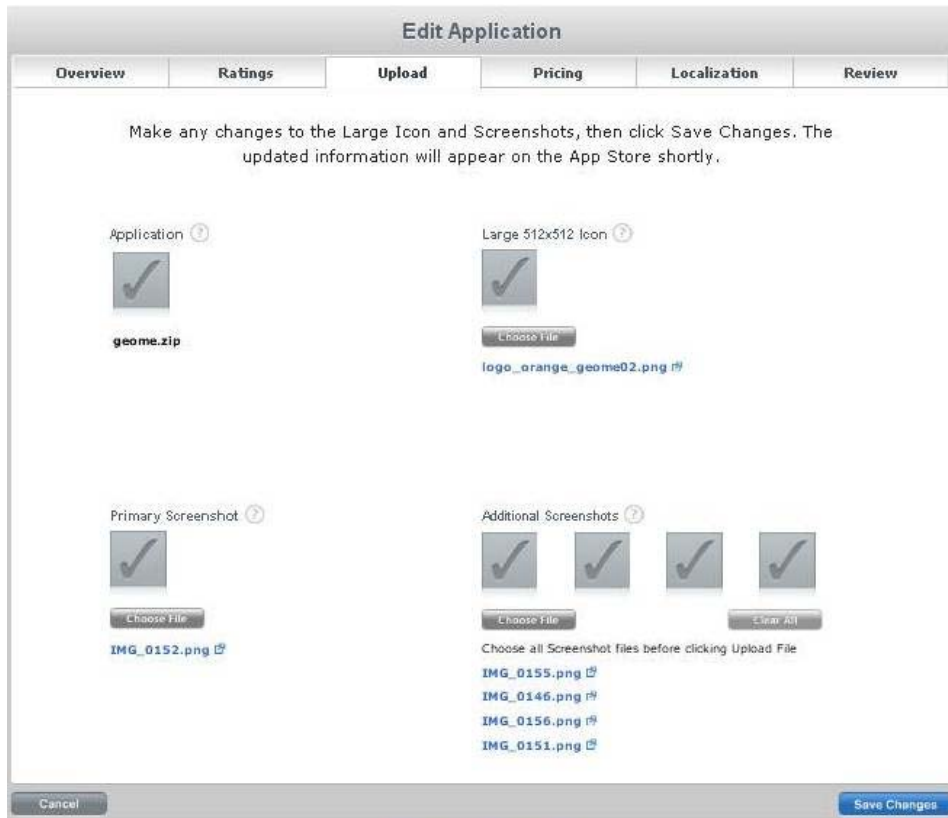 Edit Application
Overview Ratings Upload Pricing Localization Review
Make any changes to the Large Icon and Screenshots, then click Save Changes. The
updated information will appear on the App Store shortly.
Application ?
geome.zip
Large 512x512 Icon ?
Choose File
logo_orange_geome02.png
Primary Screenshot ?
Choose File
IMG_0152.png
Additional Screenshots ?
Choose File Clear All
Choose all Screenshot files before clicking Upload File
IMG_0155.png
IMG_0146.png
IMG_0156.png
IMG_0151.png
Cancel Save Changes